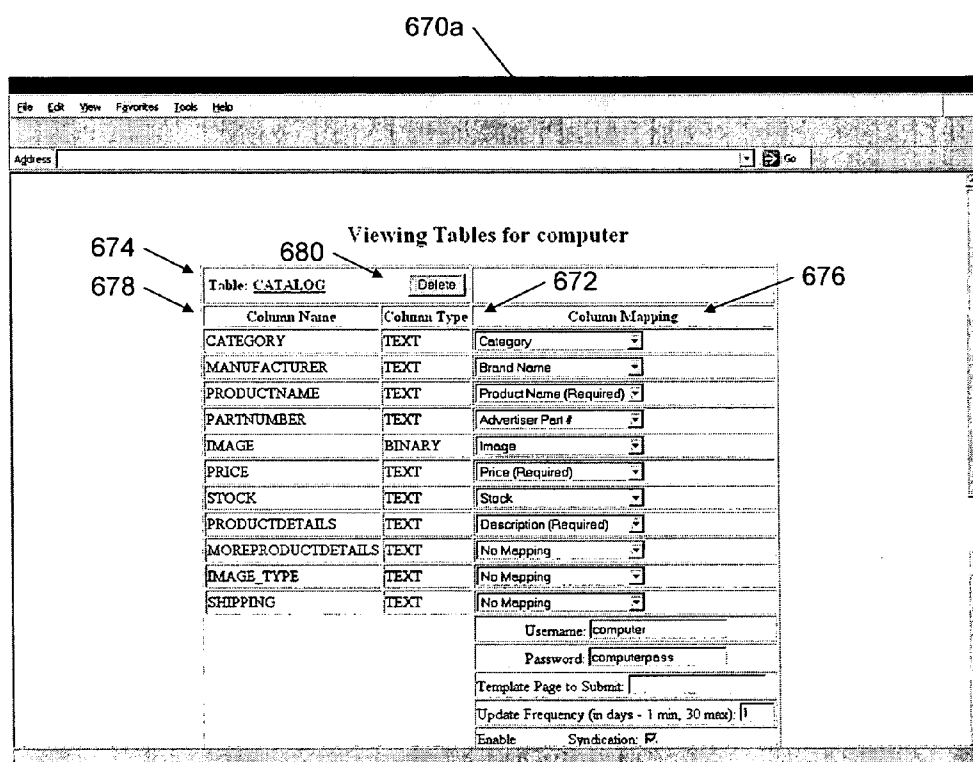 670a
File Edit View Favorites Tools Help
Address Go
Viewing Tables for computer
674
680
678
672
676
Table: CATALOG Delete
Column Name Column Type Column Mapping
CATEGORY TEXT Category
MANUFACTURER TEXT Brand Name
PRODUCTNAME TEXT Product Name (Required)
PARTNUMBER TEXT Advertiser Part #
IMAGE BINARY Image
PRICE TEXT Price (Required)
STOCK TEXT Stock
PRODUCTDETAILS TEXT Description (Required)
MOREPRODUCTDETAILS TEXT No Mapping
IMAGE_TYPE TEXT No Mapping
SHIPPING TEXT No Mapping
Username: computer
Password: computerpass
Template Page to Submit:
Update Frequency (in days - 1 min, 30 max): 1
Enable Syndication: